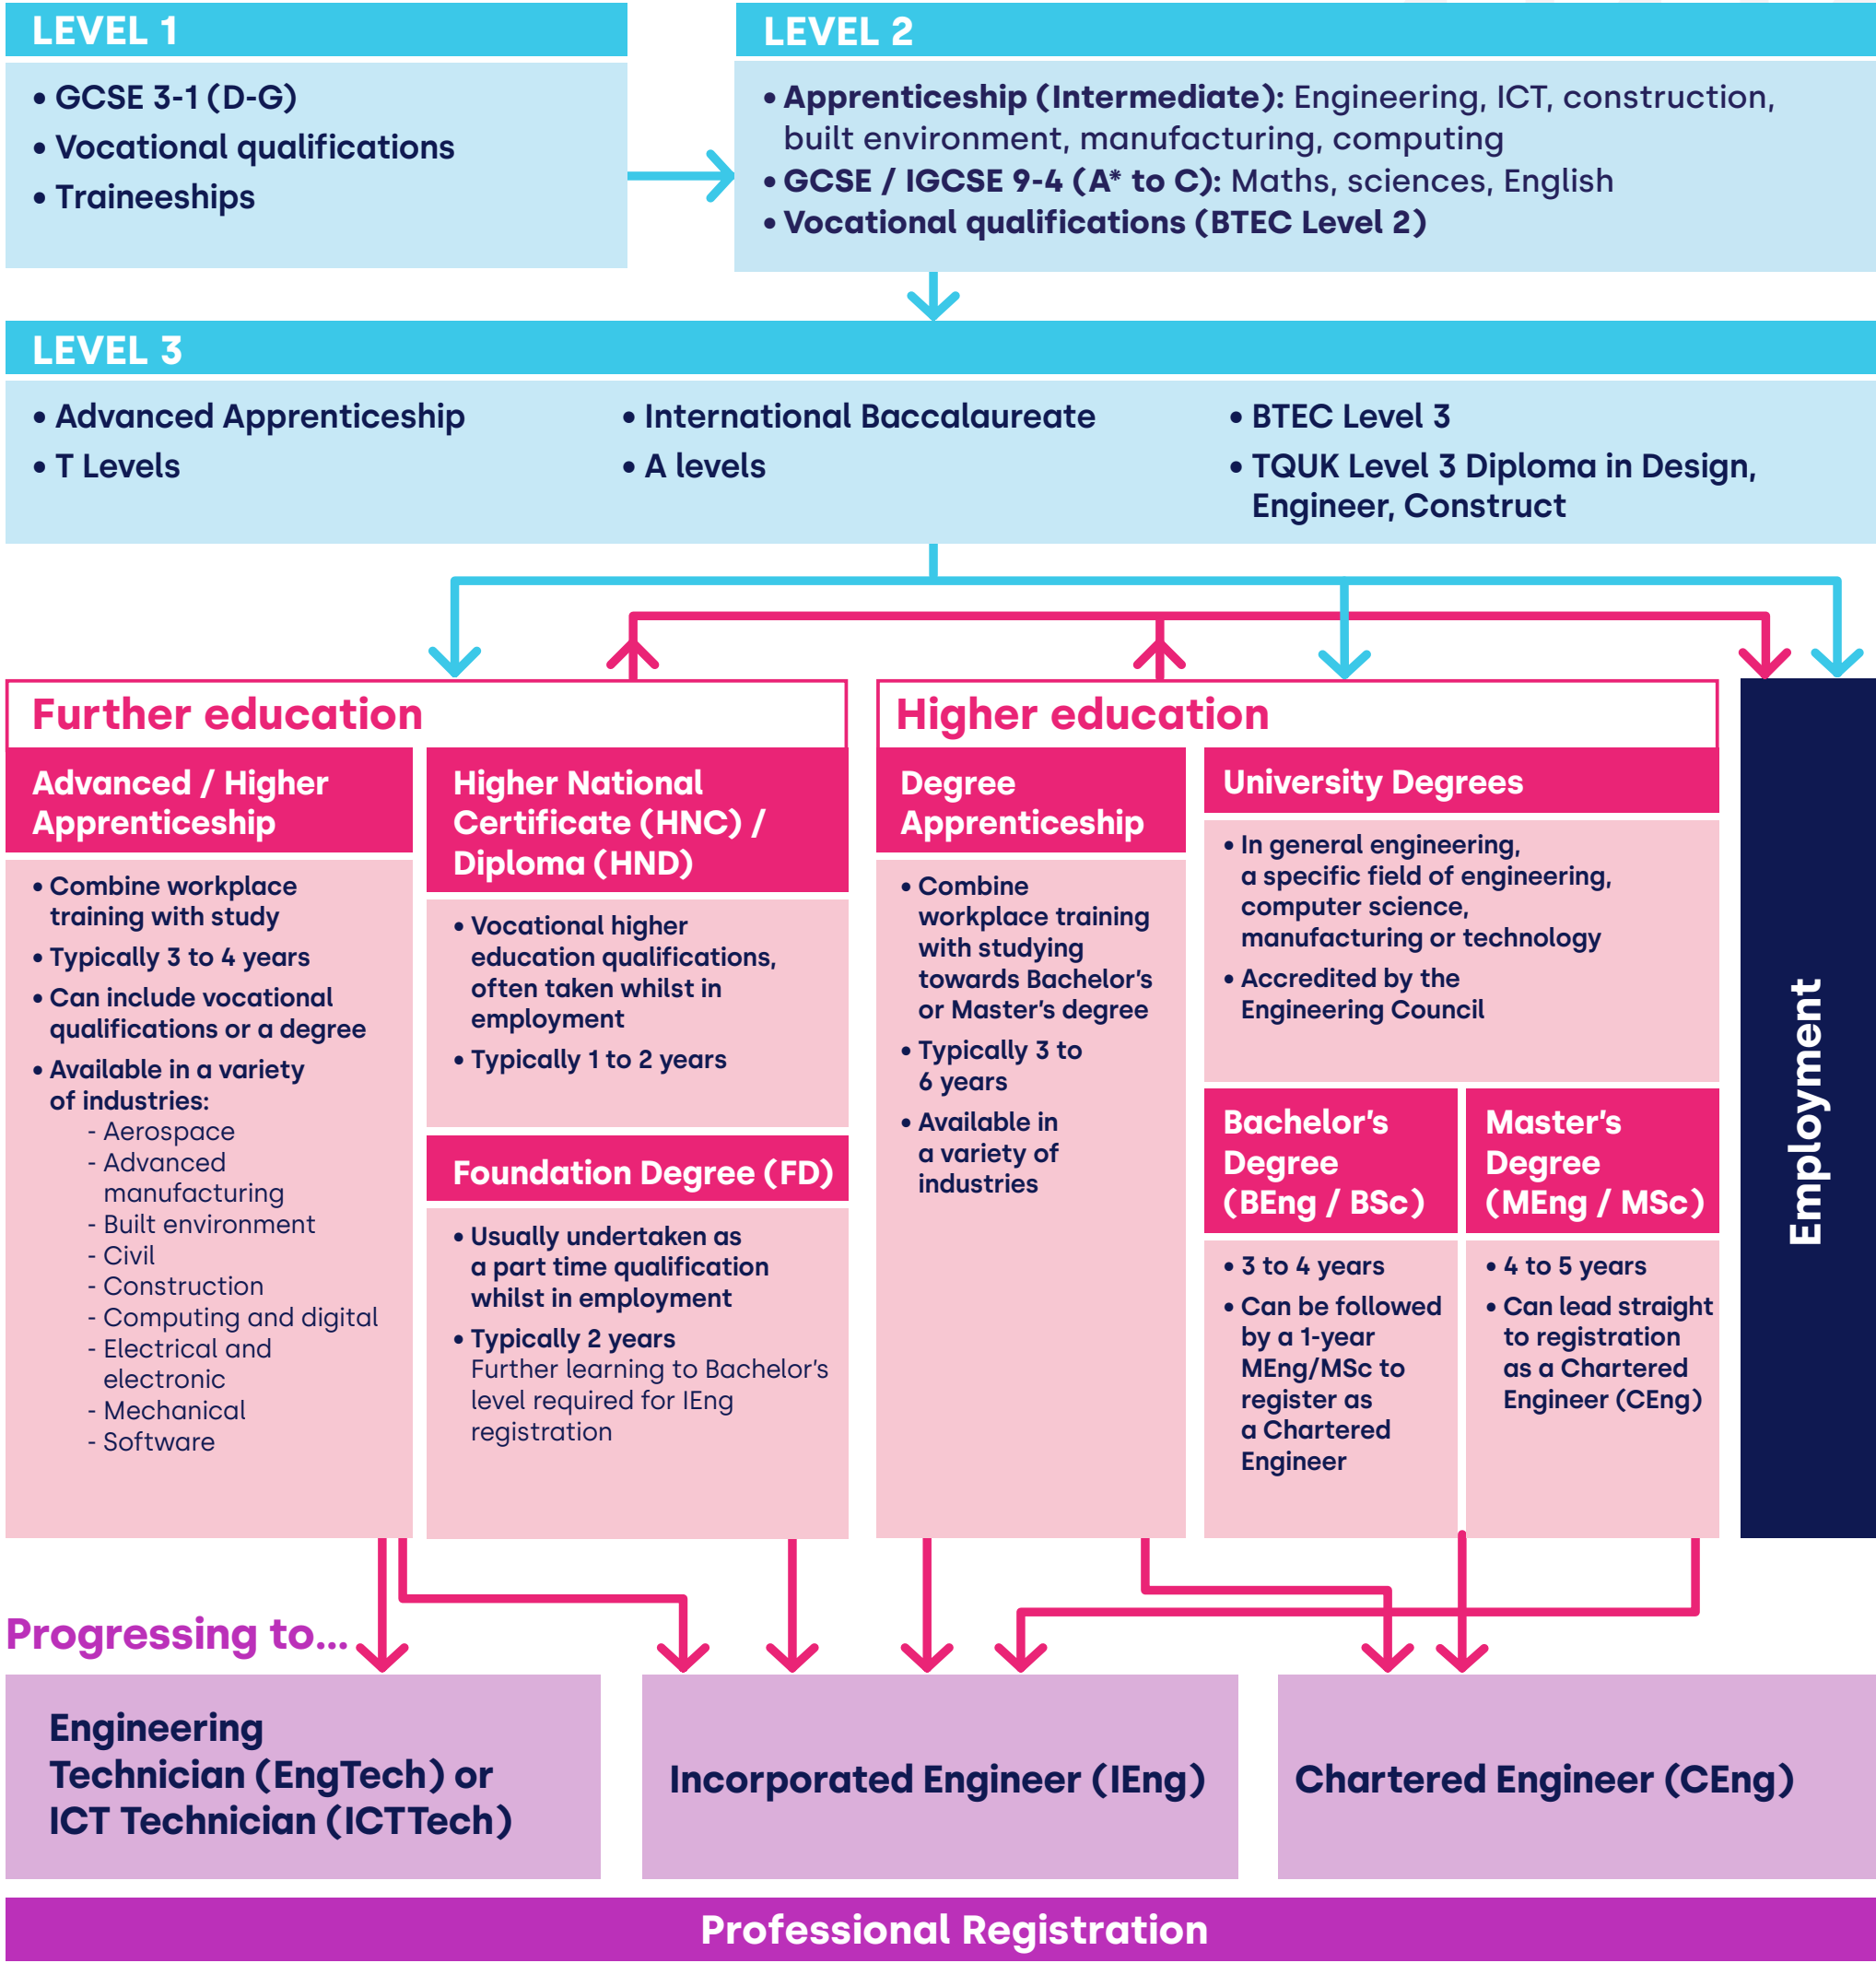 LEVEL 1
• GCSE 3-1 (D-G)
• Vocational qualifications
• Traineeships
LEVEL 2
• Apprenticeship (Intermediate): Engineering, ICT, construction,
built environment, manufacturing, computing
• GCSE / IGCSE 9-4 (A* to C): Maths, sciences, English
• Vocational qualifications (BTEC Level 2)
LEVEL 3
• Advanced Apprenticeship
• T Levels
• International Baccalaureate
• A levels
• BTEC Level 3
• TQUK Level 3 Diploma in Design,
Engineer, Construct
Further education
Advanced / Higher
Apprenticeship
• Combine workplace
training with study
• Typically 3 to 4 years
• Can include vocational
qualifications or a degree
• Available in a variety
of industries:
- Aerospace
- Advanced
manufacturing
- Built environment
- Civil
- Construction
- Computing and digital
- Electrical and
electronic
- Mechanical
- Software
Higher National
Certificate (HNC) /
Diploma (HND)
• Vocational higher
education qualifications,
often taken whilst in
employment
• Typically 1 to 2 years
Foundation Degree (FD)
• Usually undertaken as
a part time qualification
whilst in employment
• Typically 2 years
Further learning to Bachelor's
level required for IEng
registration
Higher education
Degree
Apprenticeship
• Combine
workplace training
with studying
towards Bachelor's
or Master's degree
• Typically 3 to
6 years
• Available in
a variety of
industries
University Degrees
• In general engineering,
a specific field of engineering,
computer science,
manufacturing or technology
• Accredited by the
Engineering Council
Bachelor's
Degree
(BEng / BSc)
• 3 to 4 years
• Can be followed
by a 1-year
MEng/MSc to
register as
a Chartered
Engineer
Master's
Degree
(MEng / MSc)
• 4 to 5 years
• Can lead straight
to registration
as a Chartered
Engineer (CEng)
Employment
Progressing to...
Engineering
Technician (EngTech) or
ICT Technician (ICTTech)
Incorporated Engineer (IEng)
Chartered Engineer (CEng)
Professional Registration